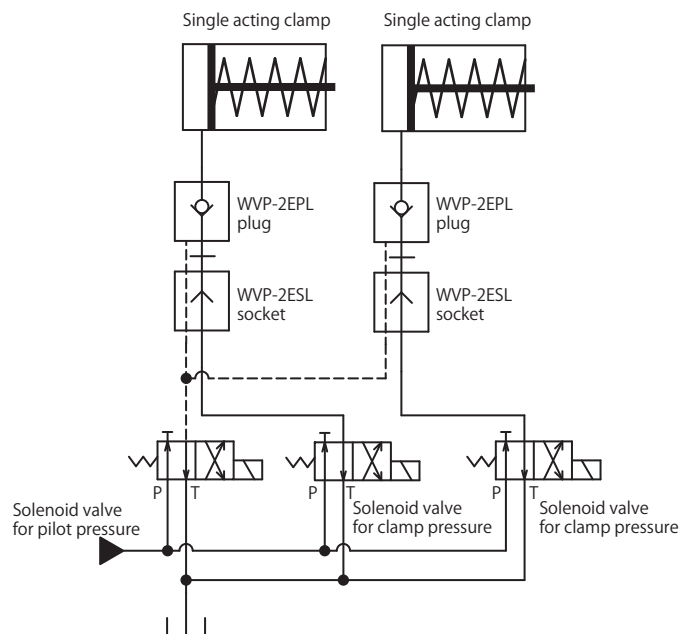 Single acting clamp
Single acting clamp
WVP-2EPL
plug
WVP-2EPL
plug
WVP-2ESL
socket
WVP-2ESL
socket
P T
P T
P T
Solenoid valve
for pilot pressure
Solenoid valve
for clamp pressure
Solenoid valve
for clamp pressure